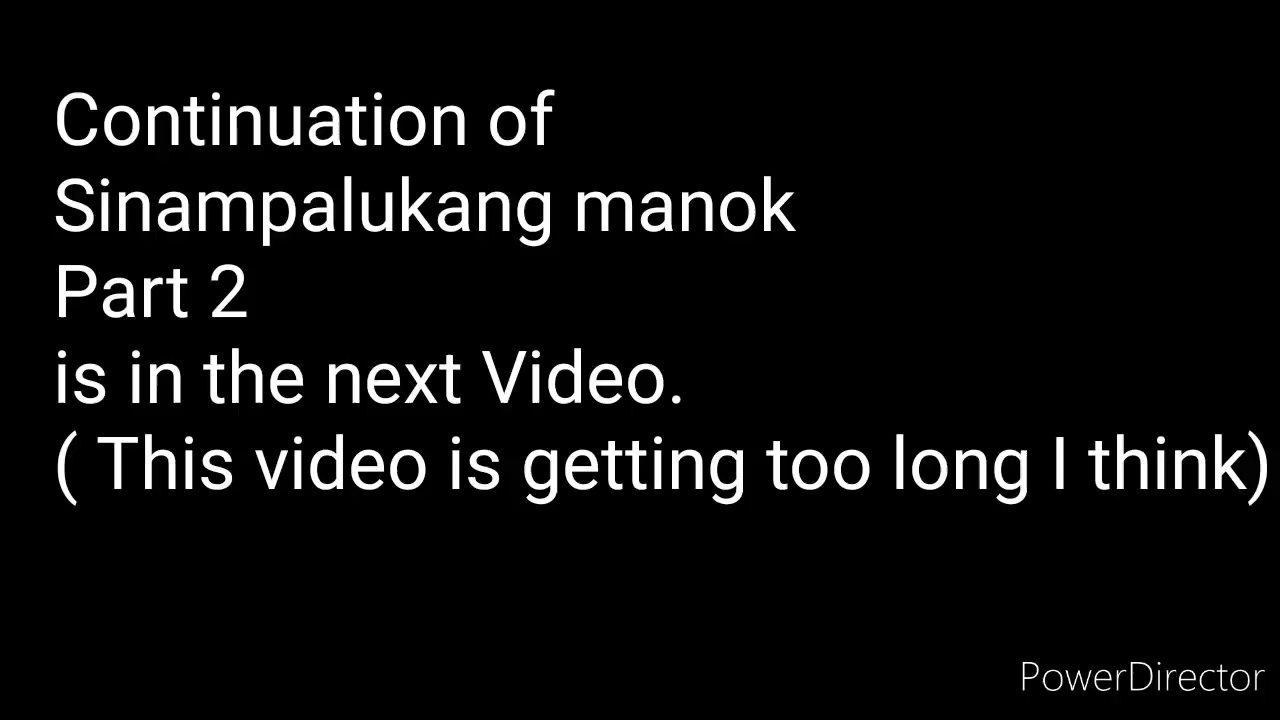 Continuation of
Sinampalukang manok
Part 2
is in the next Video.
( This video is getting too long I think)
PowerDirector